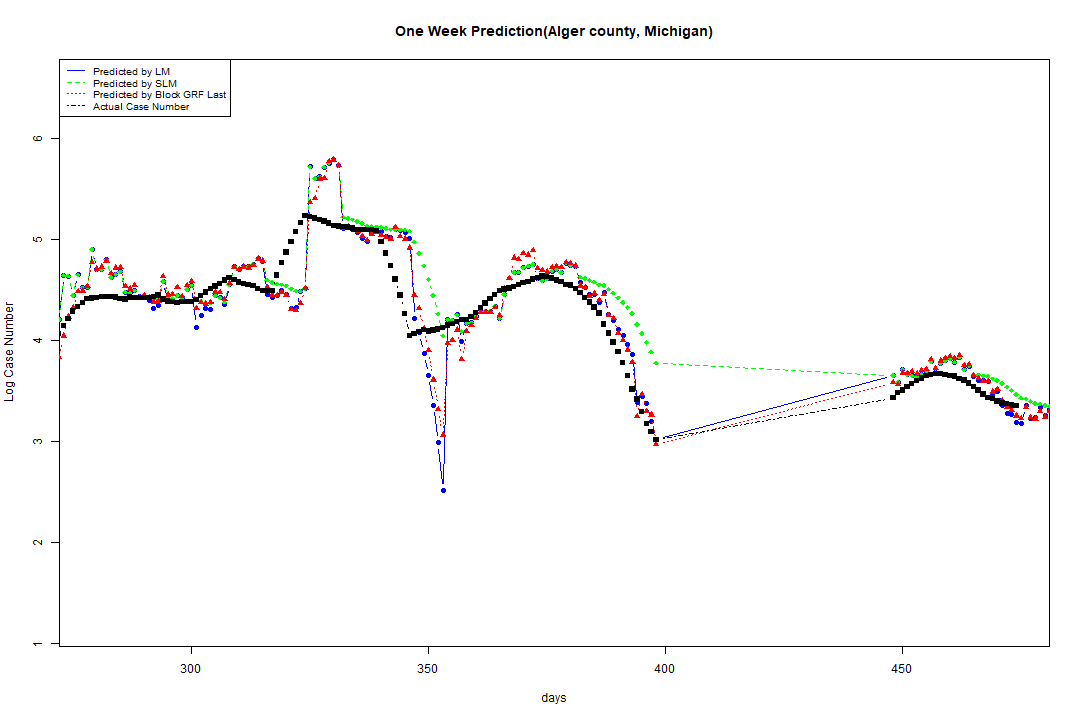 One Week Prediction(Alger county, Michigan)
Predicted by LM
Predicted by SLM
Predicted by Block GRF Last
Actual Case Number
Log Case Number
6
5
4
3
2
1
300 350 400 450
days